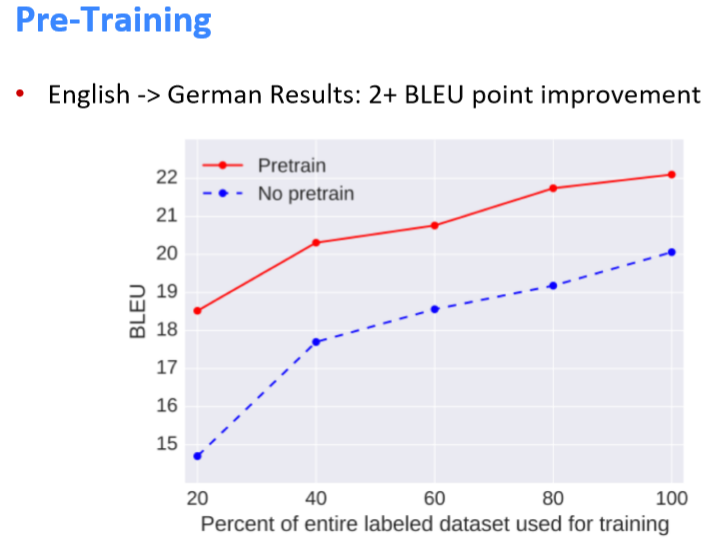 Pre-Training
• English -> German Results: 2+ BLEU point improvement
Pretrain
No pretrain
22
21
20
19
18
17
16
15
BLEU
20 40 60 80 100
Percent of entire labeled dataset used for training